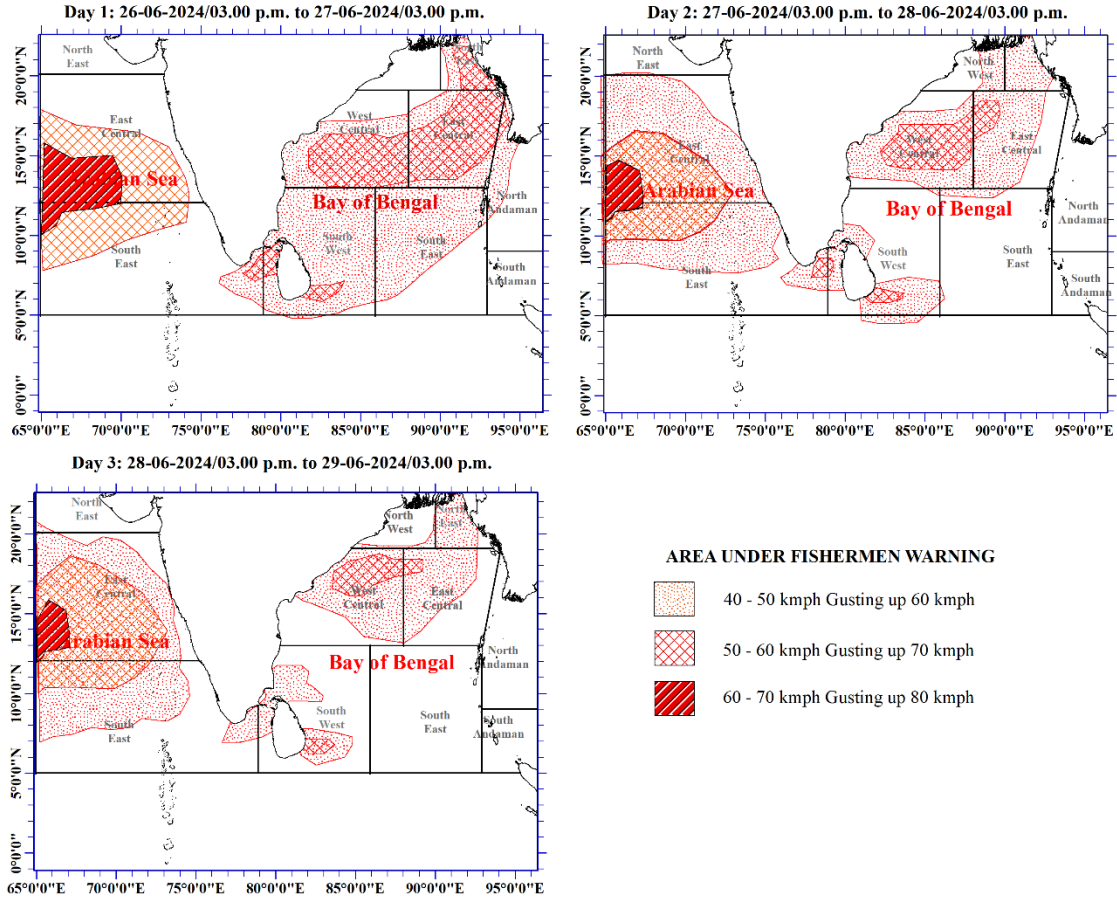 Day 1: 26-06-2024/03.00 p.m. to 27-06-2024/03.00 p.m.
North
East
East
Central
Arabian Sea
South
East
West
Central
East
Central
Bay of Bengal
South
West
South
East
North
Andaman
South
Andaman
20°0'0"N
15°0'0"N
10°0'0"N
5°0'0"N
0°0'0"
65°0'0"E 70°0'0"E 75°0'0"E 80°0'0"E 85°0'0"E 90°0'0"E 95°0'0"E
Day 2: 27-06-2024/03.00 p.m. to 28-06-2024/03.00 p.m.
North
East
East
Central
Arabian Sea
South
East
North
West
West
Central
East
Central
Bay of Bengal
South
West
South
East
North
Andaman
South
Andaman
20°0'0"N
15°0'0"N
10°0'0"N
5°0'0"N
0°0'0"
65°0'0"E 70°0'0"E 75°0'0"E 80°0'0"E 85°0'0"E 90°0'0"E 95°0'0"E
Day 3: 28-06-2024/03.00 p.m. to 29-06-2024/03.00 p.m.
North
East
East
Central
Arabian Sea
South
East
North
West
North
East
West
Central
East
Central
Bay of Bengal
South
West
South
East
North
Andaman
South
Andaman
20°0'0"N
15°0'0"N
10°0'0"N
5°0'0"N
0°0'0"
65°0'0"E 70°0'0"E 75°0'0"E 80°0'0"E 85°0'0"E 90°0'0"E 95°0'0"E
AREA UNDER FISHERMEN WARNING
40 - 50 kmph Gusting up 60 kmph
50 - 60 kmph Gusting up 70 kmph
60 - 70 kmph Gusting up 80 kmph